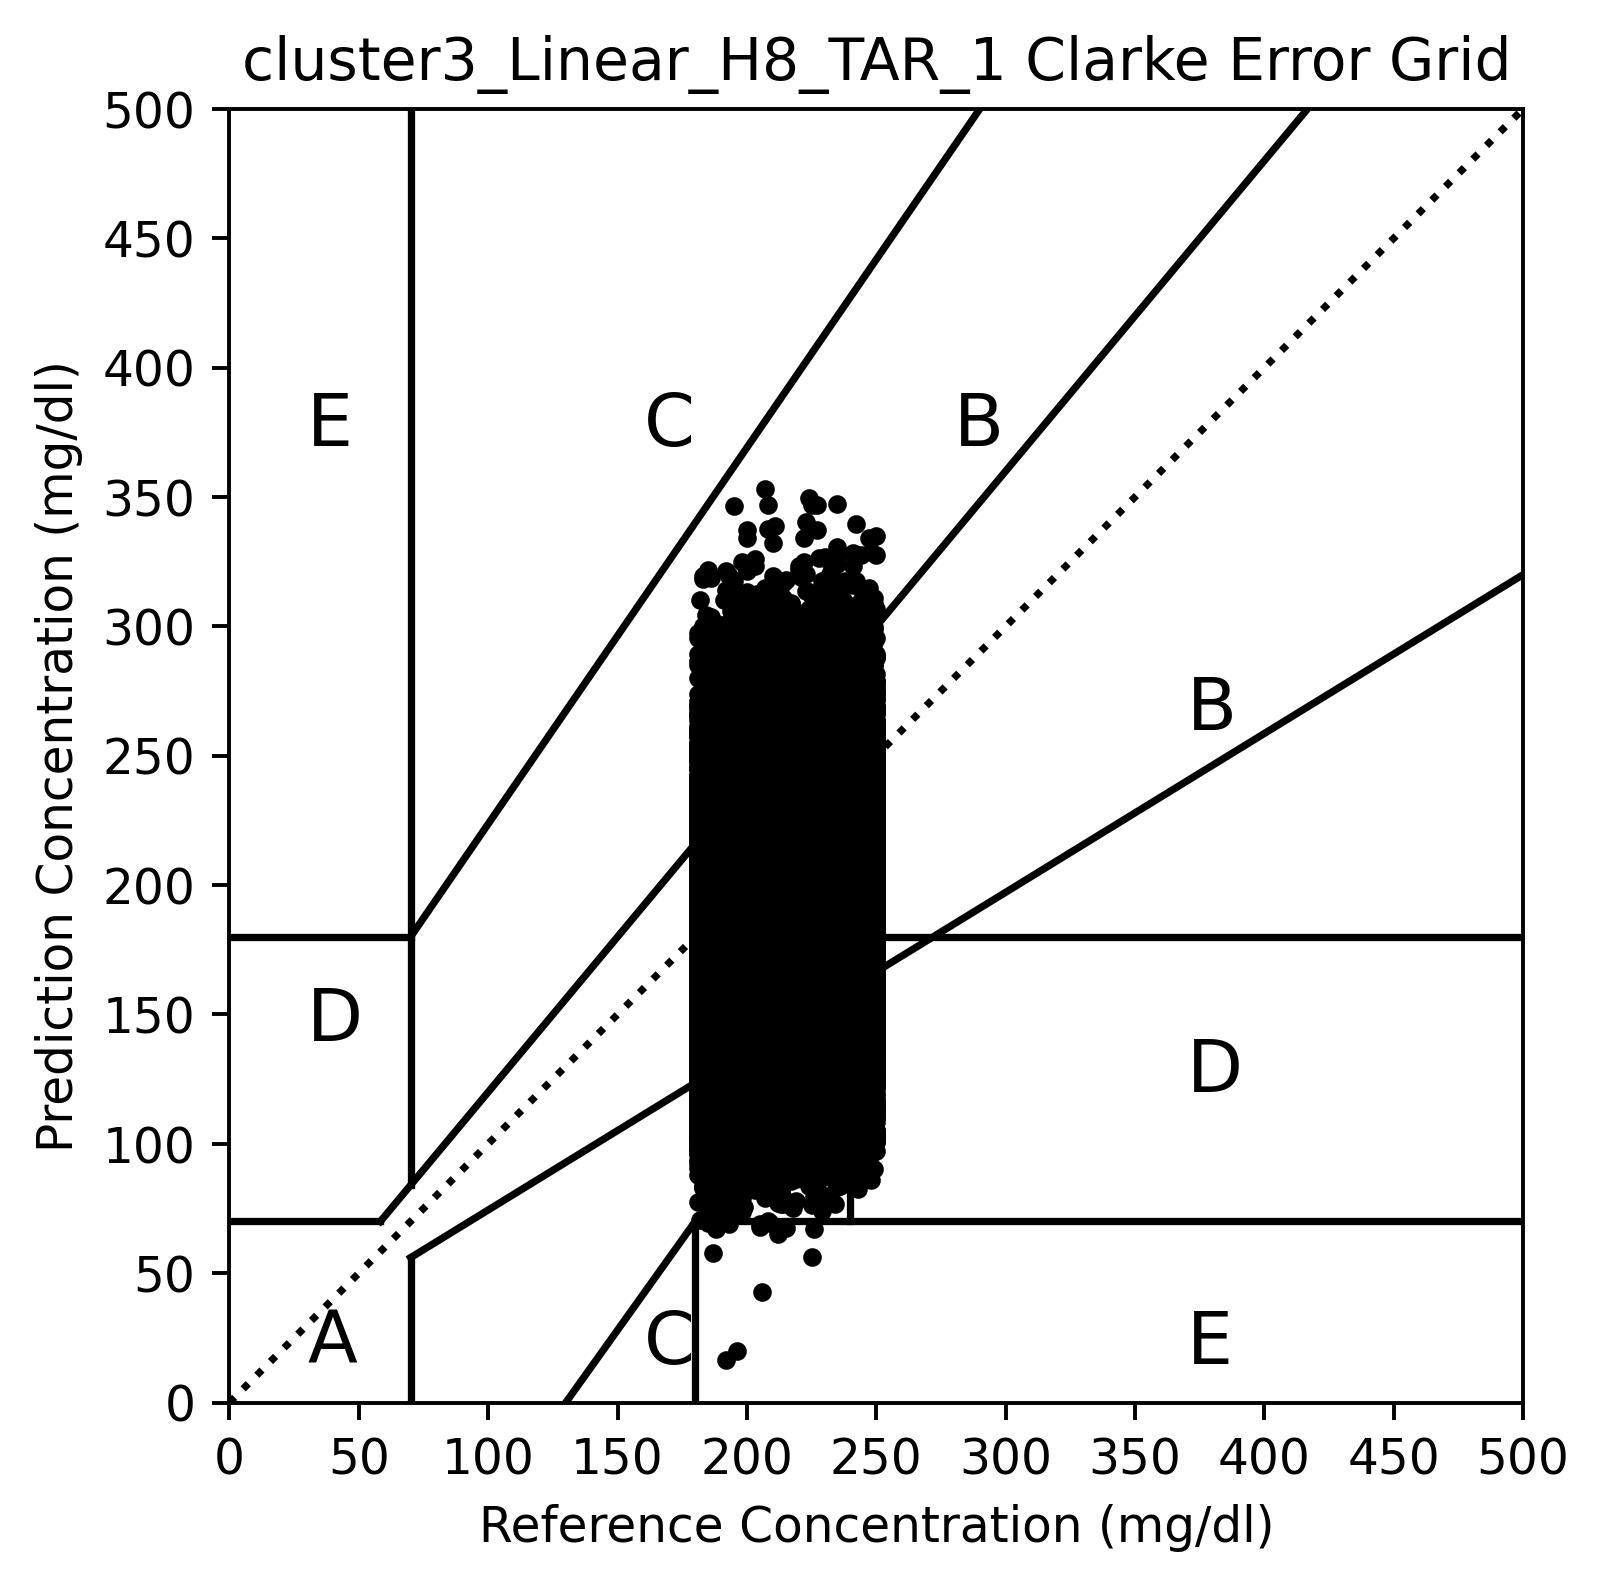 cluster3_Linear_H8_TAR_1 Clarke Error Grid
Prediction Concentration (mg/dl)
500
450
400
350
300
250
200
150
100
50
0
E
C
B
B
D
D
A
C
E
0 50 100 150 200 250 300 350 400 450 500
Reference Concentration (mg/dl)